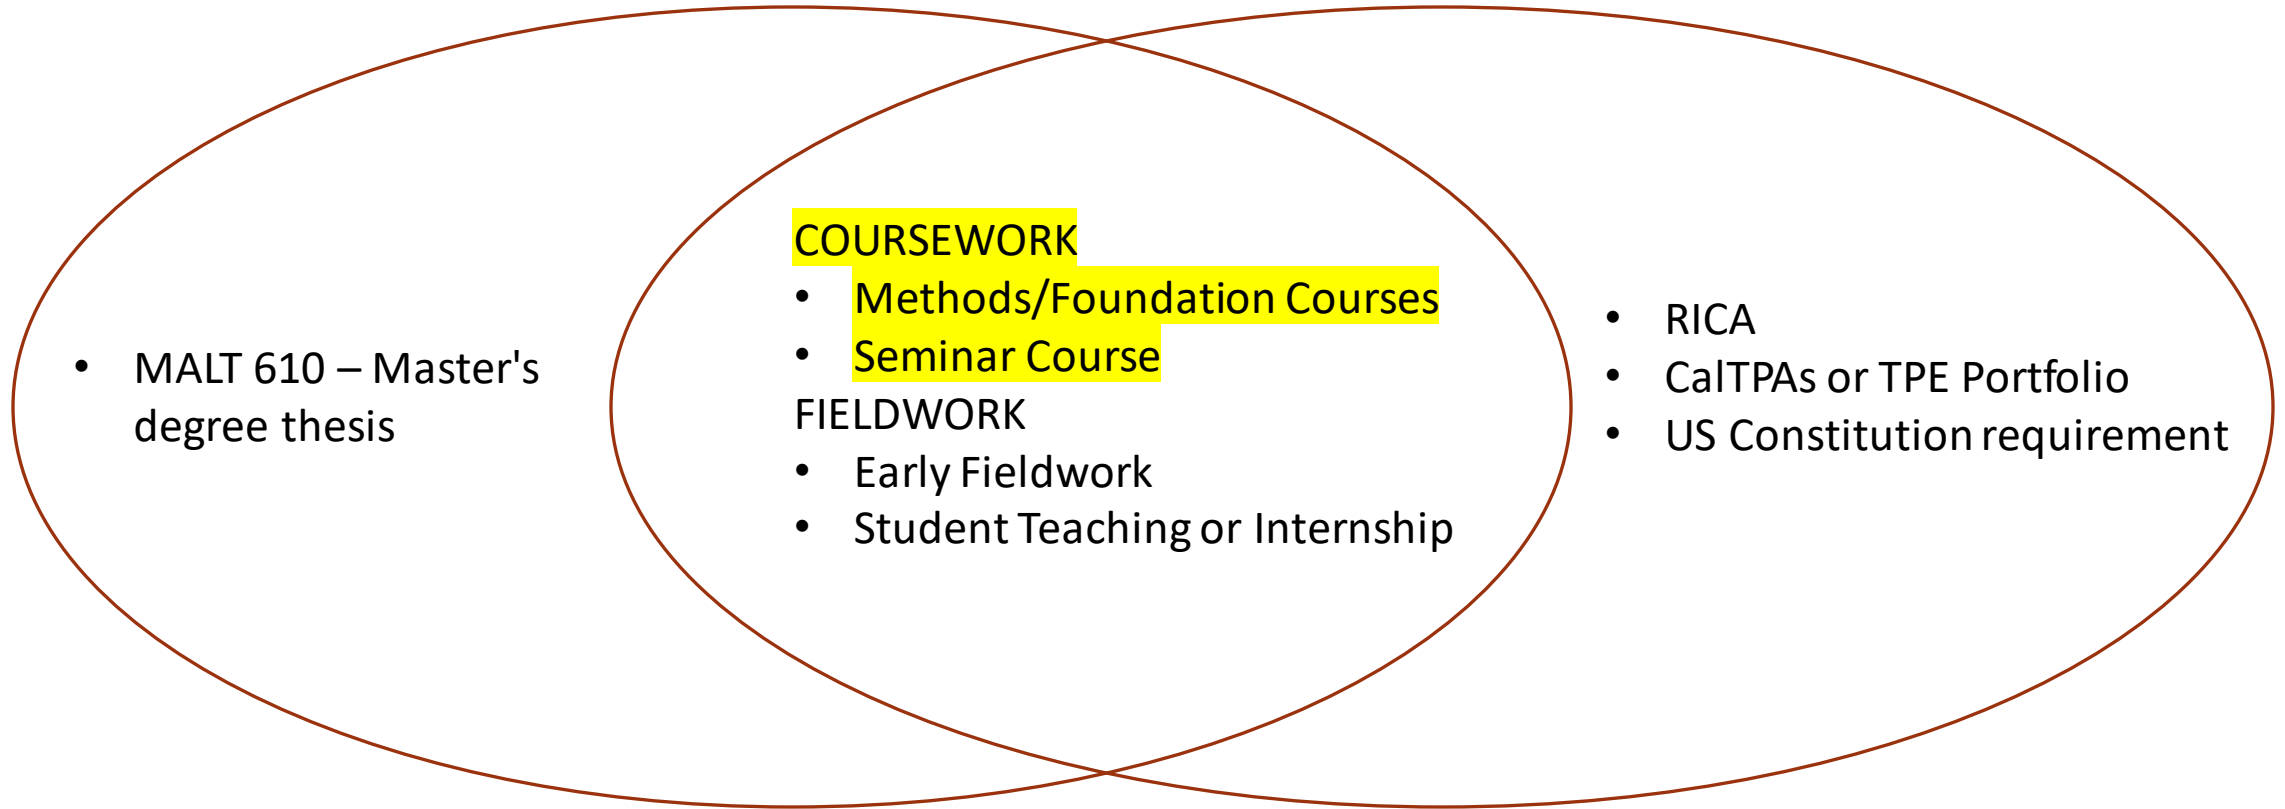 • MALT 610 – Master's
degree thesis
COURSEWORK
• Methods/Foundation Courses
• Seminar Course
FIELDWORK
• Early Fieldwork
• Student Teaching or Internship
• RICA
• CalTPAs or TPE Portfolio
• US Constitution requirement